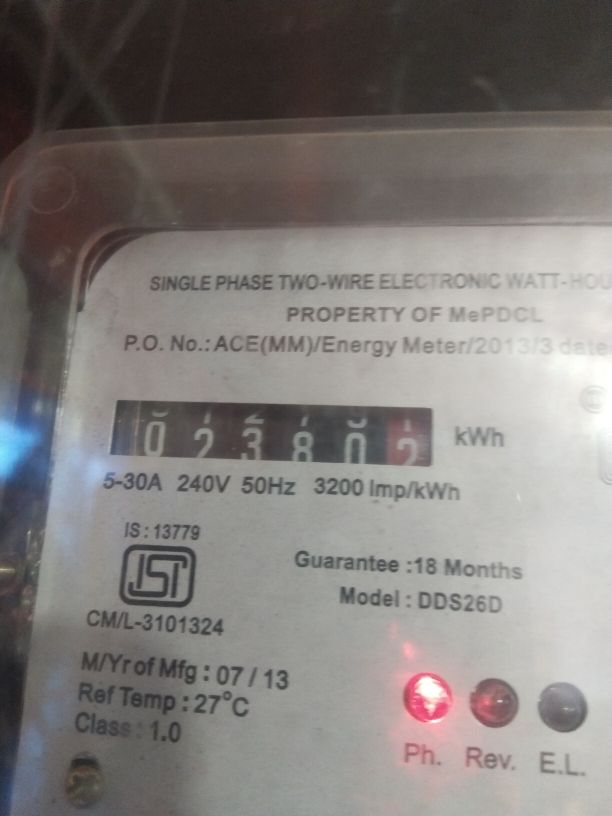 SINGLE PHASE TWO-WIRE ELECTRONIC WATT-HOU
PROPERTY OF MePDCL
P.O. No.: ACE(MM)/Energy Meter/2013/3 date
023802 kWh
5-30A 240V 50Hz 3200 Imp/kWh
IS : 13779
ISI
CM/L-3101324
Guarantee :18 Months
Model : DDS26D
M/Yr of Mfg : 07 / 13
Ref Temp : 27°C
Class : 1.0
Ph. Rev. E.L.